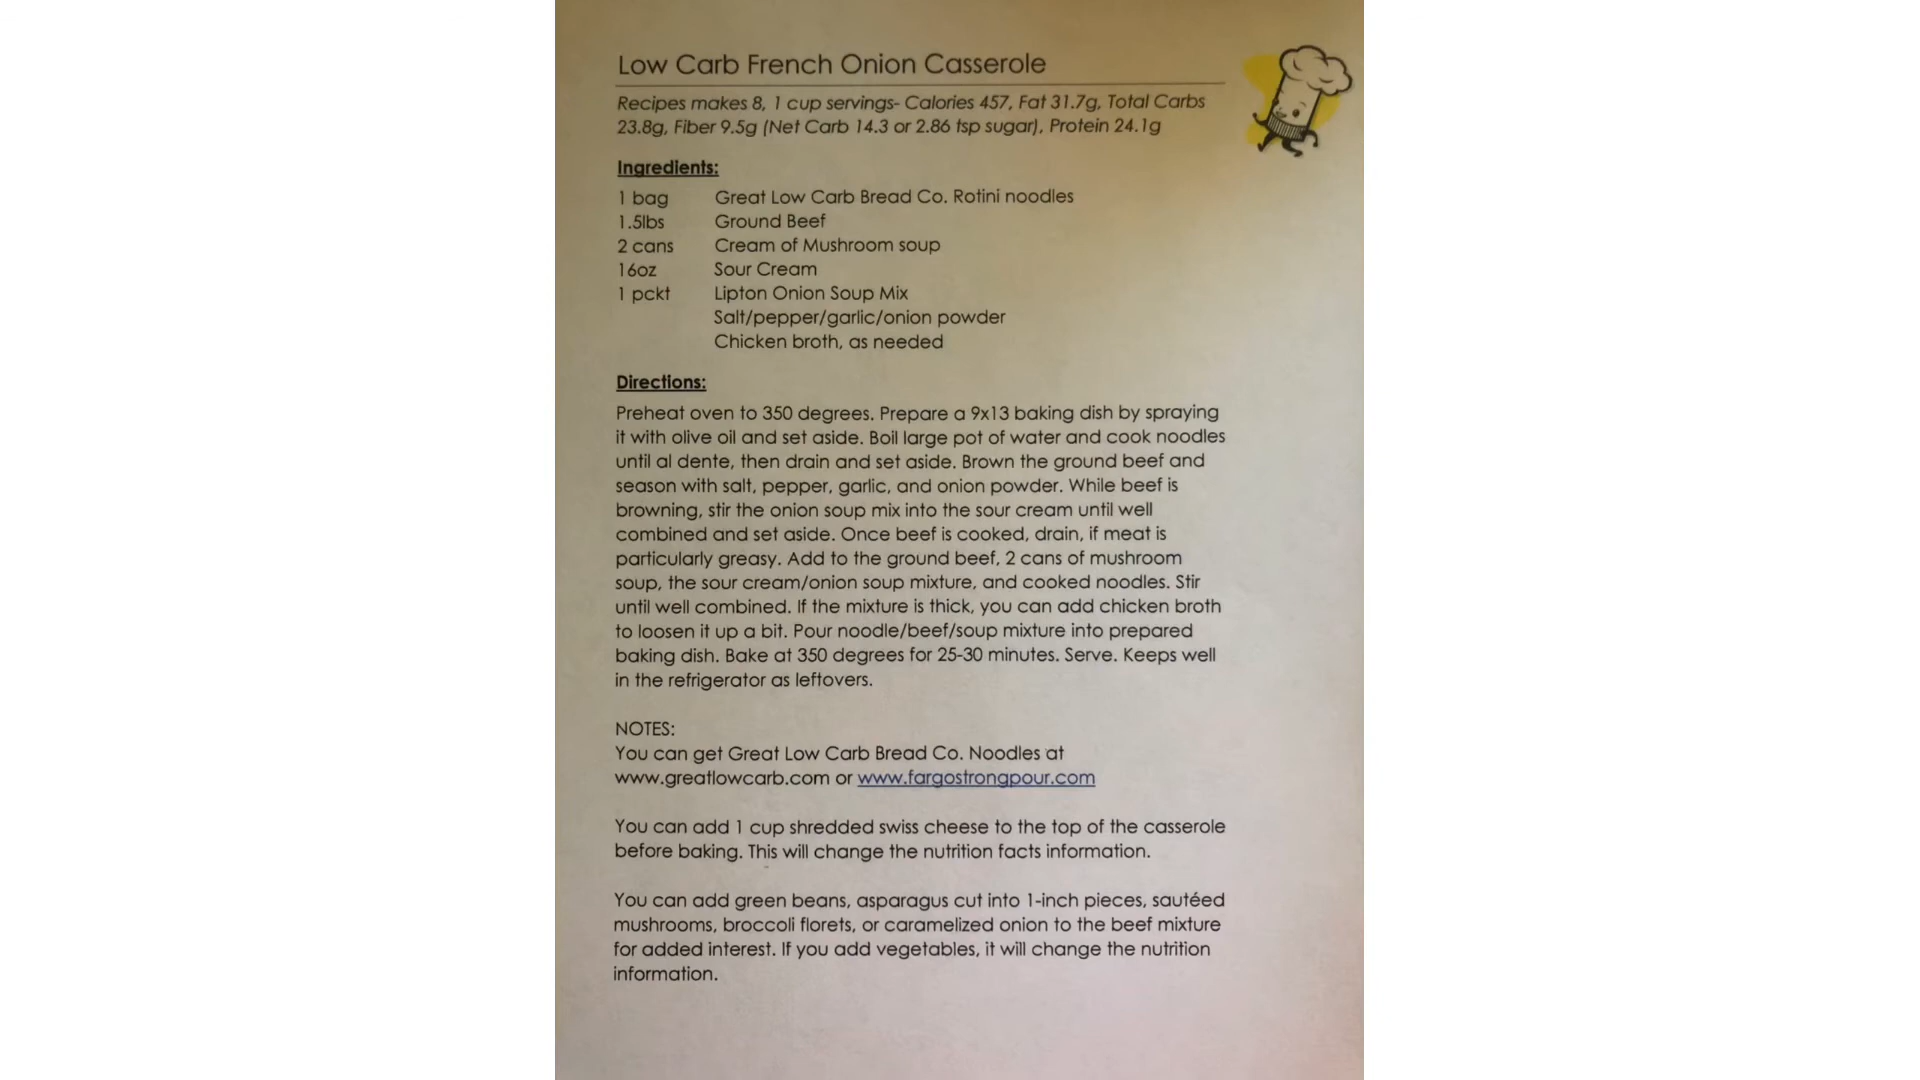 Low Carb French Onion Casserole
Recipes makes 8, 1 cup servings- Calories 457, Fat 31.7g, Total Carbs
23.8g, Fiber 9.5g (Net Carb 14.3 or 2.86 tsp sugar), Protein 24.1g
Ingredients:
1 bag Great Low Carb Bread Co. Rotini noodles
1.5lbs Ground Beef
2 cans Cream of Mushroom soup
16oz Sour Cream
1 pckt Lipton Onion Soup Mix
Salt/pepper/garlic/onion powder
Chicken broth, as needed
Directions:
Preheat oven to 350 degrees. Prepare a 9x13 baking dish by spraying
it with olive oil and set aside. Boil large pot of water and cook noodles
until al dente, then drain and set aside. Brown the ground beef and
season with salt, pepper, garlic, and onion powder. While beef is
browning, stir the onion soup mix into the sour cream until well
combined and set aside. Once beef is cooked, drain, if meat is
particularly greasy. Add to the ground beef, 2 cans of mushroom
soup, the sour cream/onion soup mixture, and cooked noodles. Stir
until well combined. If the mixture is thick, you can add chicken broth
to loosen it up a bit. Pour noodle/beef/soup mixture into prepared
baking dish. Bake at 350 degrees for 25-30 minutes. Serve. Keeps well
in the refrigerator as leftovers.
NOTES:
You can get Great Low Carb Bread Co. Noodles at
www.greatlowcarb.com or www.fargostrongpour.com
You can add 1 cup shredded swiss cheese to the top of the casserole
before baking. This will change the nutrition facts information.
You can add green beans, asparagus cut into 1-inch pieces, sautéed
mushrooms, broccoli florets, or caramelized onion to the beef mixture
for added interest. If you add vegetables, it will change the nutrition
information.